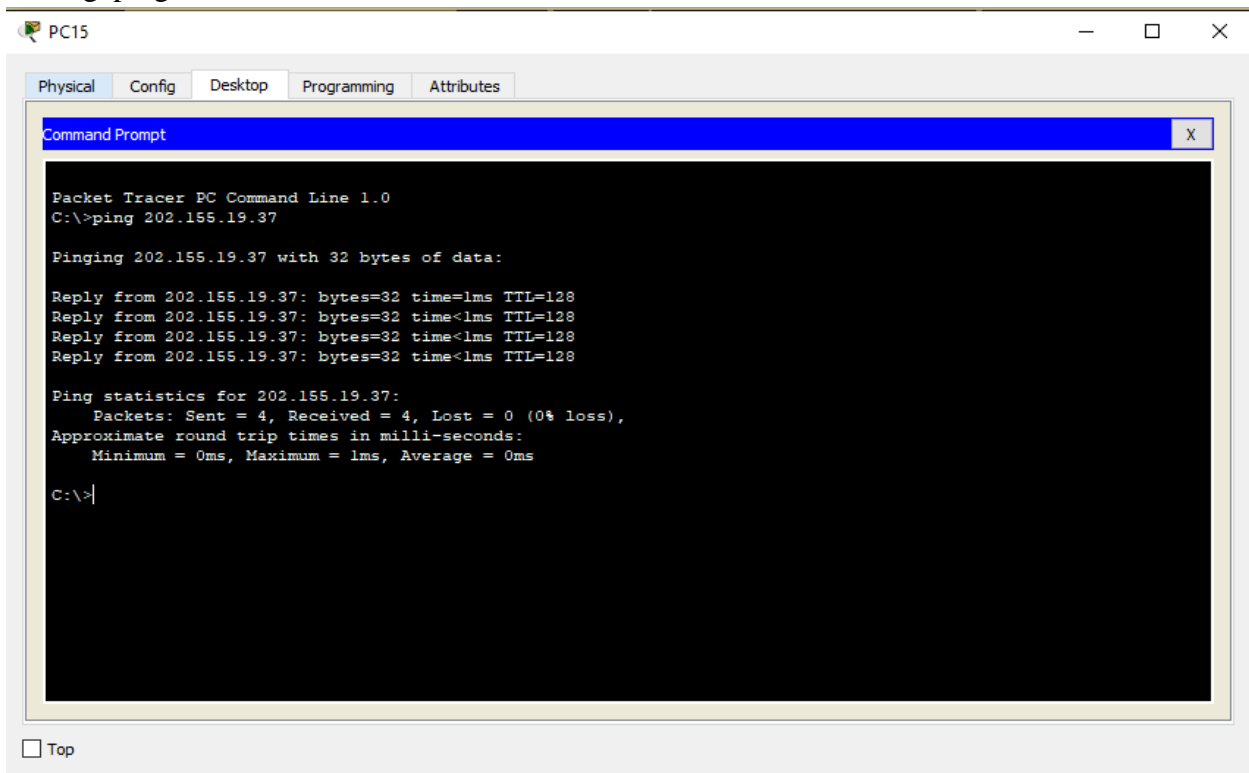 PC15
Physical Config Desktop Programming Attributes
Command Prompt
X
Packet Tracer PC Command Line 1.0
C:\>ping 202.155.19.37
Pinging 202.155.19.37 with 32 bytes of data:
Reply from 202.155.19.37: bytes=32 time=1ms TTL=128
Reply from 202.155.19.37: bytes=32 time<1ms TTL=128
Reply from 202.155.19.37: bytes=32 time<1ms TTL=128
Reply from 202.155.19.37: bytes=32 time<1ms TTL=128
Ping statistics for 202.155.19.37:
Packets: Sent = 4, Received = 4, Lost = 0 (0% loss),
Approximate round trip times in milli-seconds:
Minimum = 0ms, Maximum = 1ms, Average = 0ms
C:\>
Top